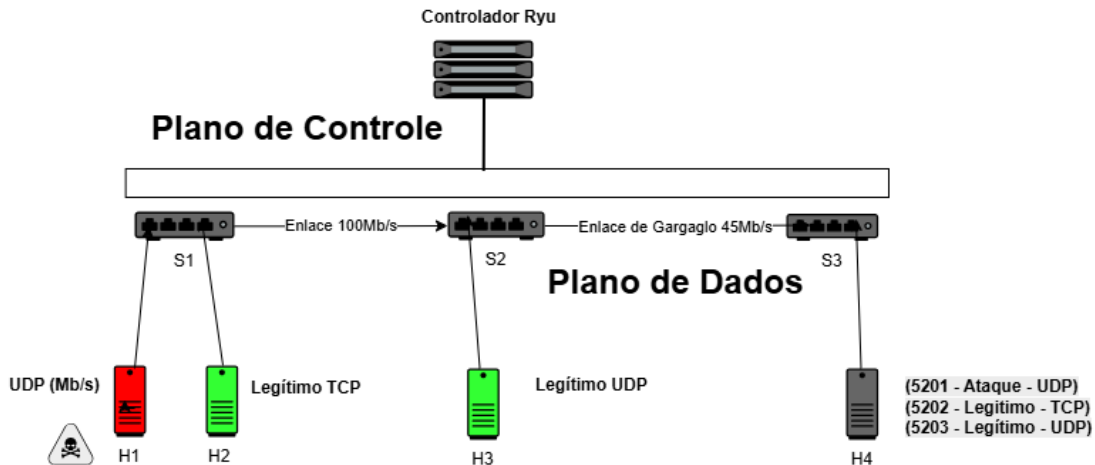 Controlador Ryu
Plano de Controle
Enlace 100Mb/s
Enlace de Gargaglo 45Mb/s
S1
S2
S3
Plano de Dados
UDP (Mb/s)
Legítimo TCP
Legítimo UDP
(5201 - Ataque - UDP)
(5202 - Legitimo - TCP)
(5203 - Legítimo - UDP)
H1
H2
H3
H4